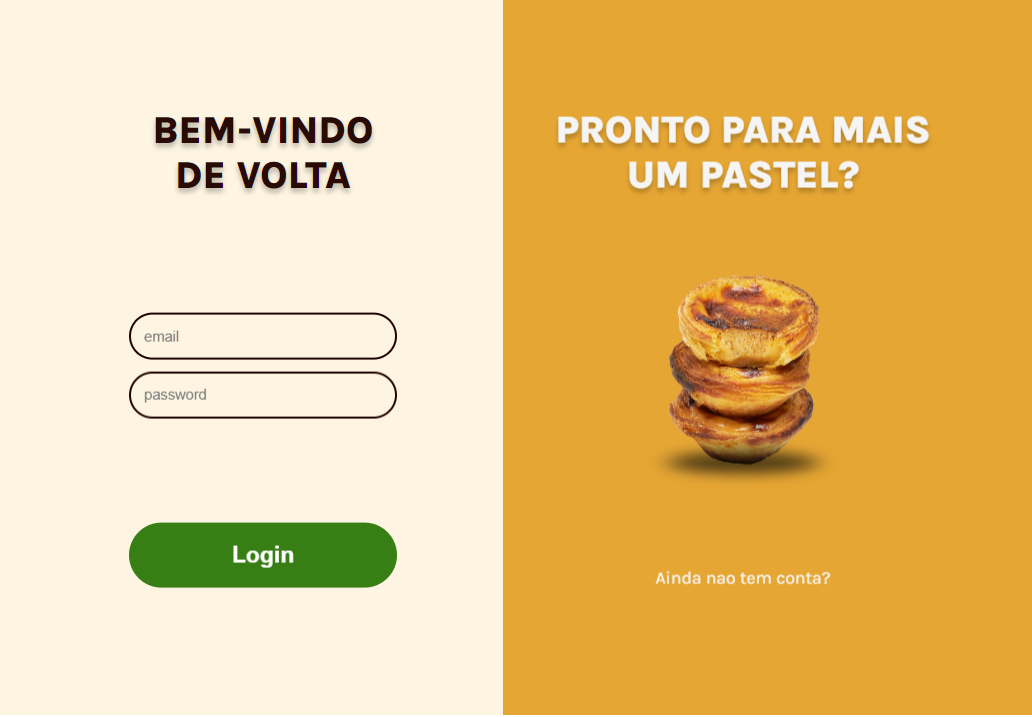 BEM-VINDO
DE VOLTA
email
password
Login
PRONTO PARA MAIS
UM PASTEL?
Ainda nao tem conta?